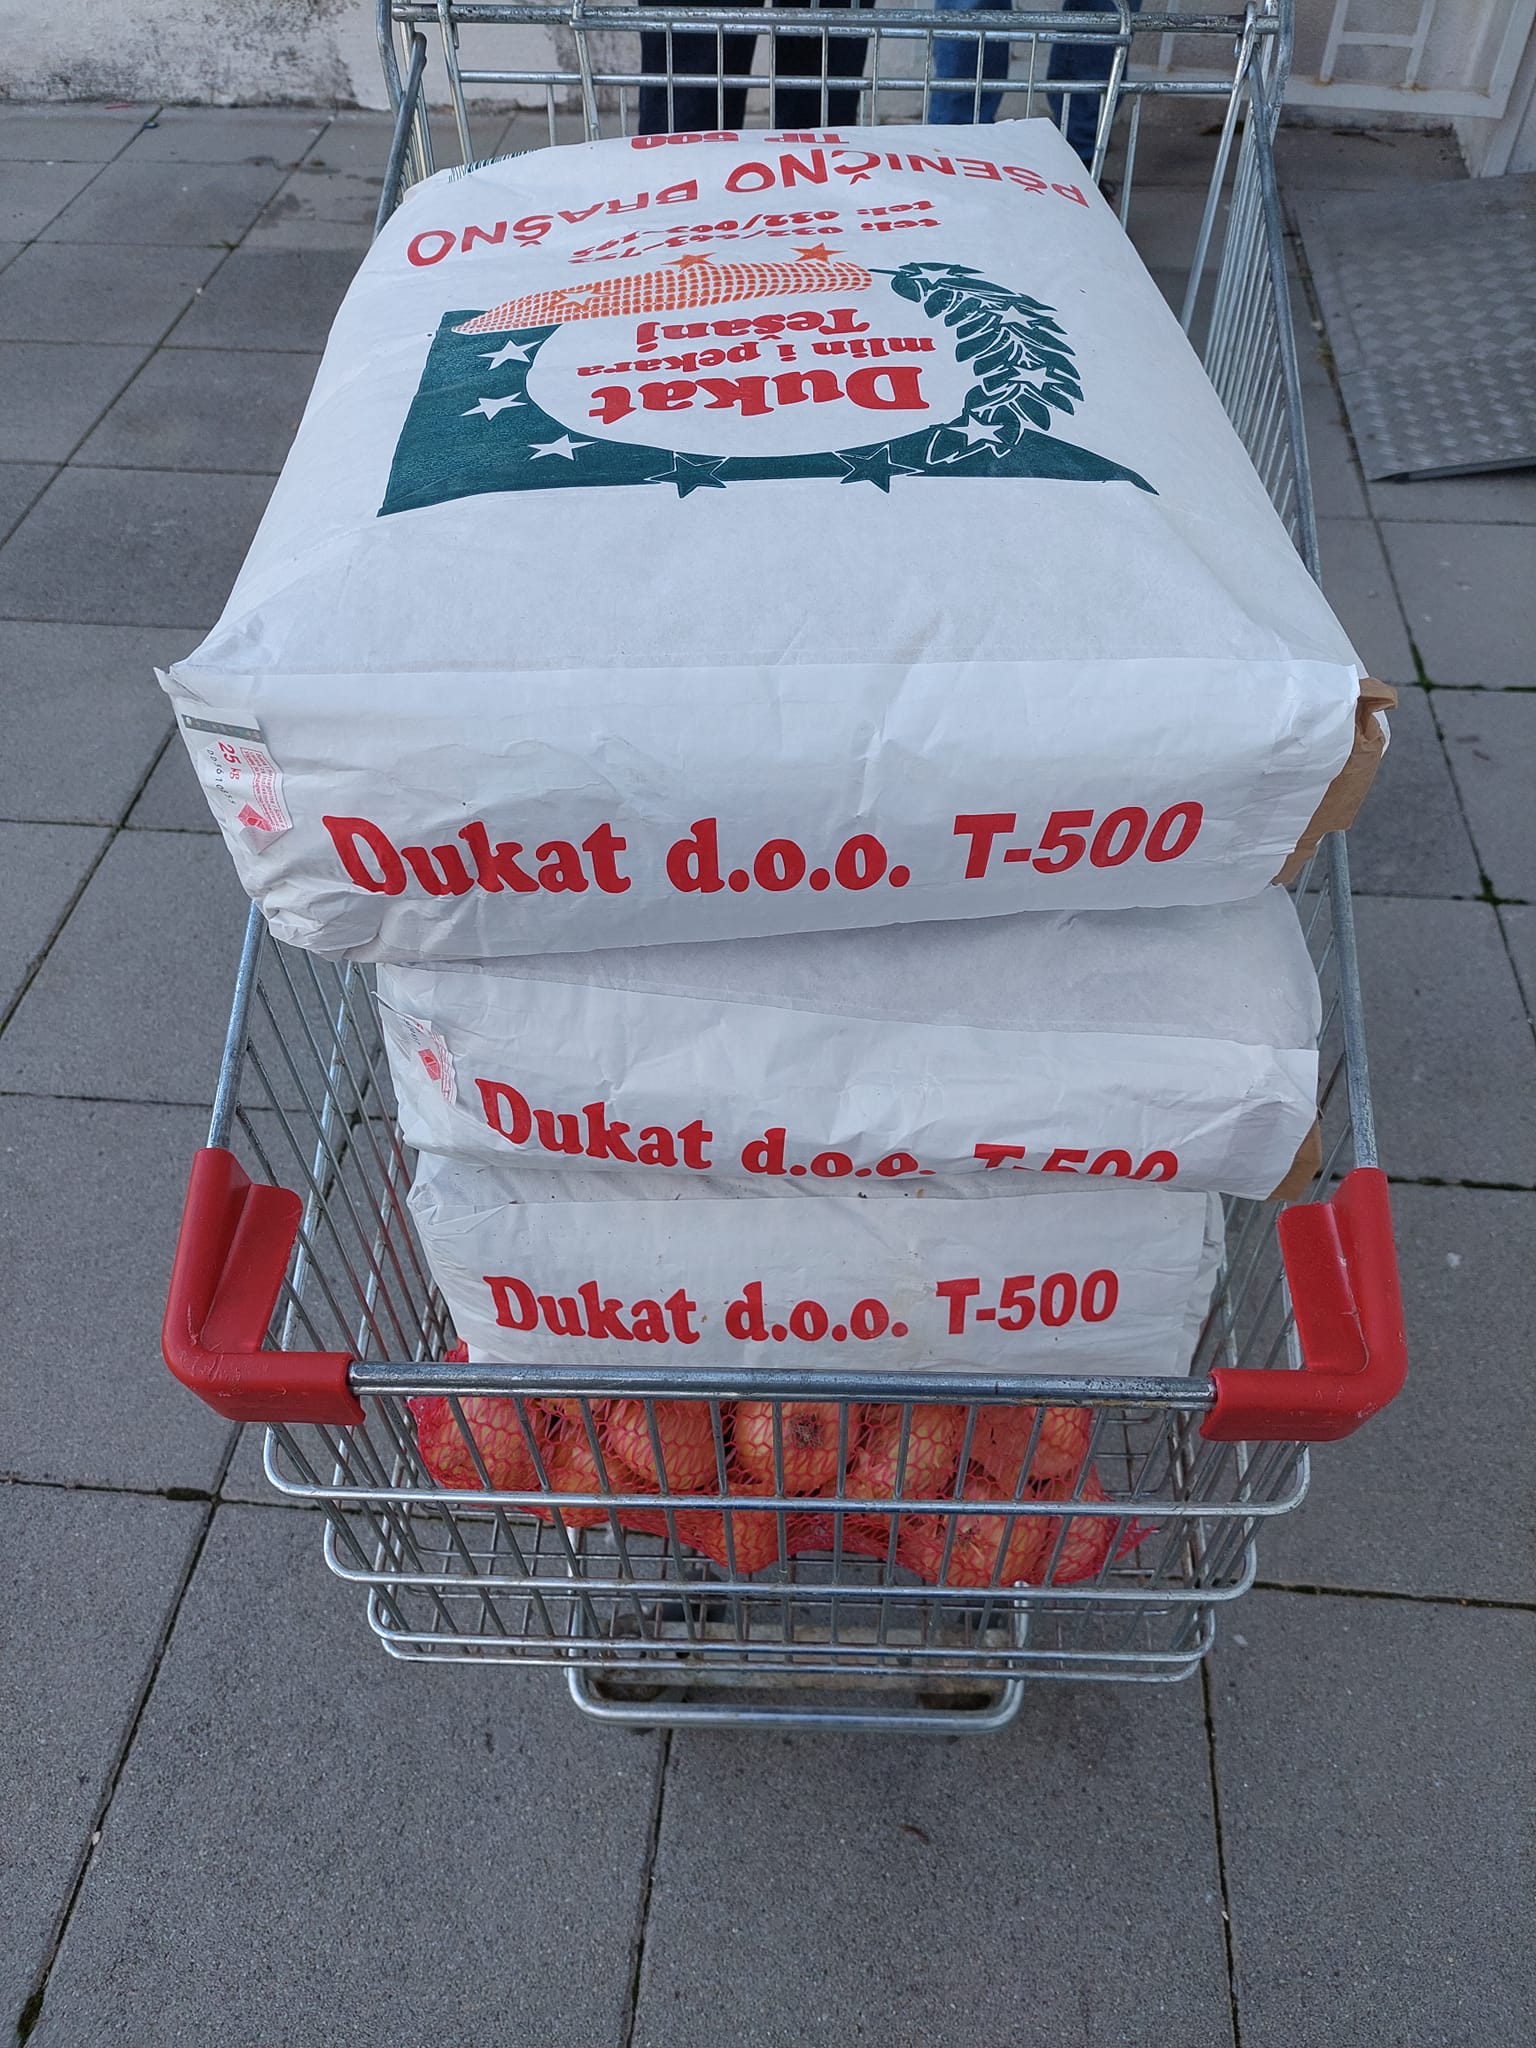 Dukat
mlin i pekara
Tešanj
PŠENIČNO BRAŠNO
TIP 500
25 kg
Dukat d.o.o. T-500
Dukat d.o.o. T-500
Dukat d.o.o. T-500